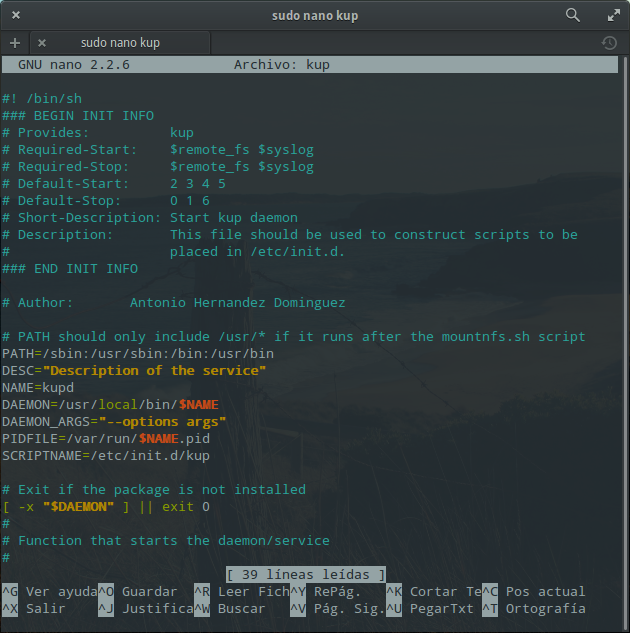 sudo nano kup
sudo nano kup
GNU nano 2.2.6 Archivo: kup
#! /bin/sh
### BEGIN INIT INFO
# Provides: kup
# Required-Start: $remote_fs $syslog
# Required-Stop: $remote_fs $syslog
# Default-Start: 2 3 4 5
# Default-Stop: 0 1 6
# Short-Description: Start kup daemon
# Description: This file should be used to construct scripts to be
# placed in /etc/init.d.
### END INIT INFO
# Author: Antonio Hernandez Dominguez
# PATH should only include /usr/* if it runs after the mountnfs.sh script
PATH=/sbin:/usr/sbin:/bin:/usr/bin
DESC="Description of the service"
NAME=kupd
DAEMON=/usr/local/bin/$NAME
DAEMON_ARGS="--options args"
PIDFILE=/var/run/$NAME.pid
SCRIPTNAME=/etc/init.d/kup
# Exit if the package is not installed
[ -x "$DAEMON" ] || exit 0
#
# Function that starts the daemon/service
#
[ 39 líneas leídas ]
^G Ver ayuda^O Guardar ^R Leer Fich^Y RePág. ^K Cortar Te^C Pos actual
^X Salir ^J Justifica^W Buscar ^V Pág. Sig.^U PegarTxt ^T Ortografía